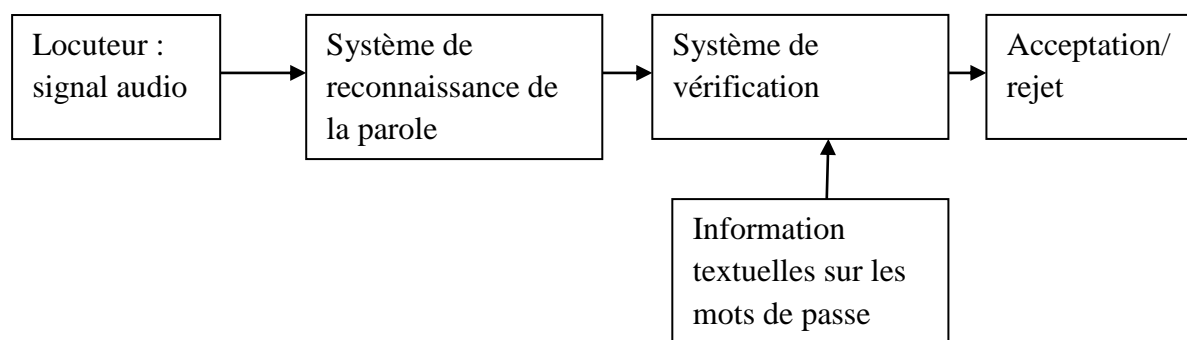 Locuteur :
signal audio
Système de
reconnaissance de
la parole
Système de
vérification
Acceptation/
rejet
Information
textuelles sur les
mots de passe